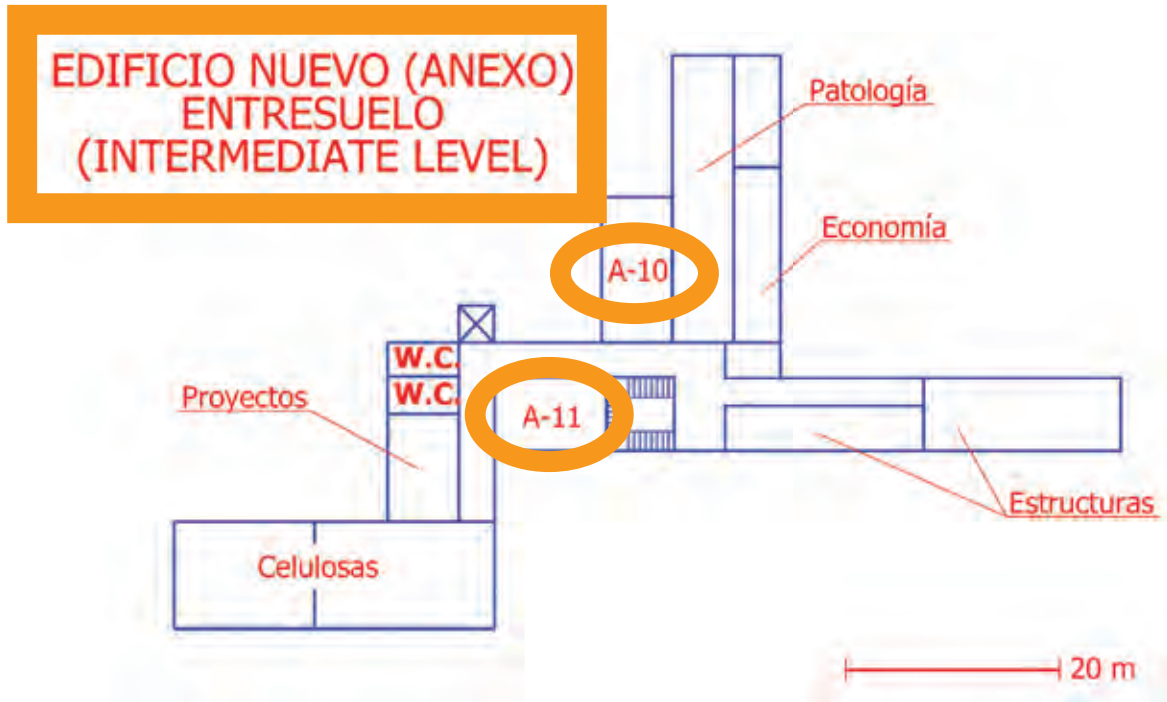 EDIFICIO NUEVO (ANEXO)
ENTRESUELO
(INTERMEDIATE LEVEL)
Patología
Economía
A-10
W.C.
W.C.
Proyectos
A-11
Estructuras
Celulosas
20 m